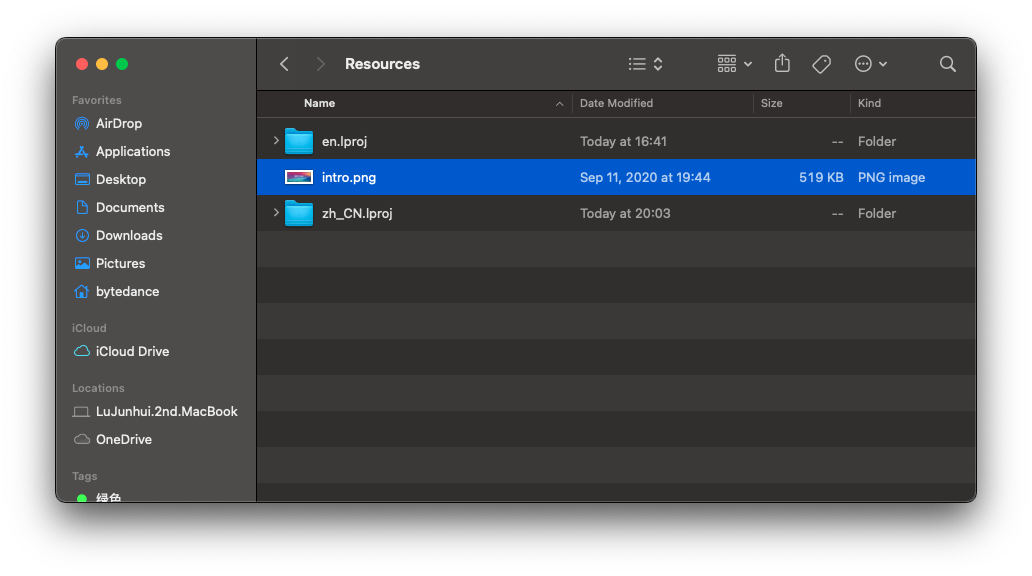 Resources
Favorites
AirDrop
Applications
Desktop
Documents
Downloads
Pictures
bytedance
iCloud
iCloud Drive
Locations
LuJunhui.2nd.MacBook
OneDrive
Tags
绿色
Name Date Modified Size Kind
en.lproj Today at 16:41 -- Folder
intro.png Sep 11, 2020 at 19:44 519 KB PNG image
zh_CN.lproj Today at 20:03 -- Folder